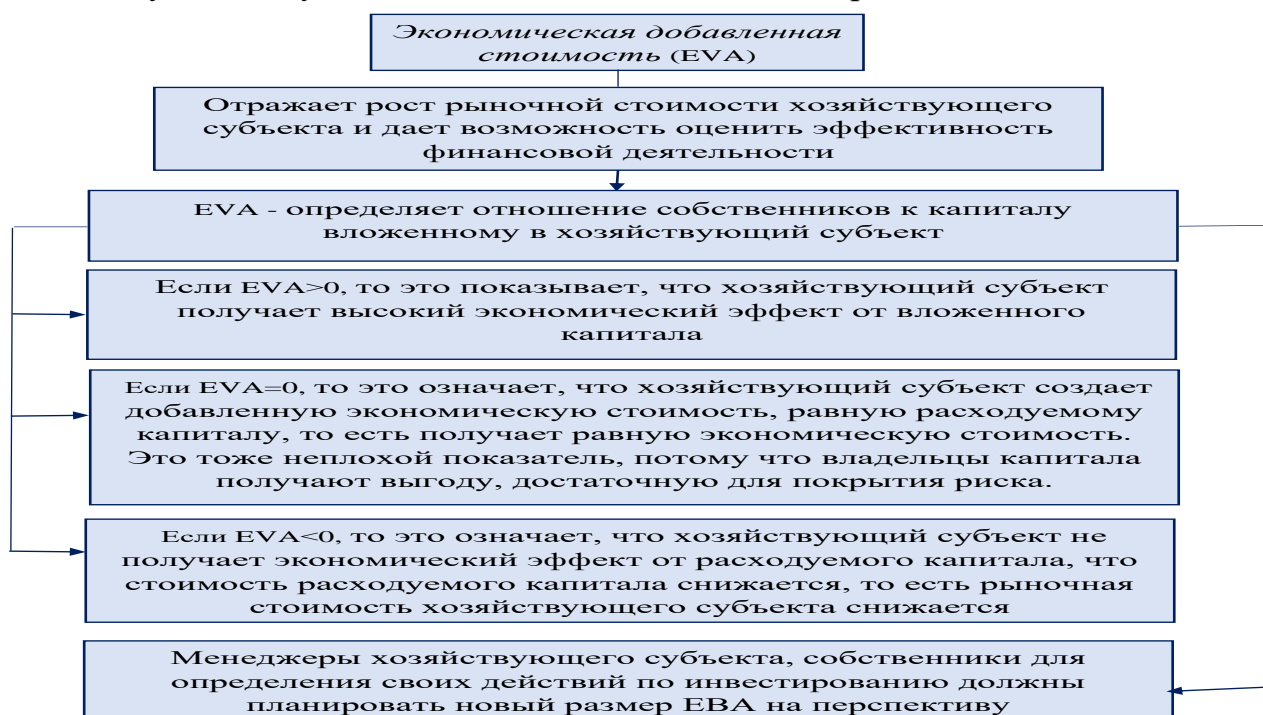 Экономическая добавленная
стоимость (EVA)
Отражает рост рыночной стоимости хозяйствующего
субъекта и дает возможность оценить эффективность
финансовой деятельности
EVA - определяет отношение собственников к капиталу
вложенному в хозяйствующий субъект
Если EVA>0, то это показывает, что хозяйствующий субъект
получает высокий экономический эффект от вложенного
капитала
Если EVA=0, то это означает, что хозяйствующий субъект создает
добавленную экономическую стоимость, равную расходуемому
капиталу, то есть получает равную экономическую стоимость.
Это тоже неплохой показатель, потому что владельцы капитала
получают выгоду, достаточную для покрытия риска.
Если EVA<0, то это означает, что хозяйствующий субъект не
получает экономический эффект от расходуемого капитала, что
стоимость расходуемого капитала снижается, то есть рыночная
стоимость хозяйствующего субъекта снижается
Менеджеры хозяйствующего субъекта, собственники для
определения своих действий по инвестированию должны
планировать новый размер ЕВА на перспективу